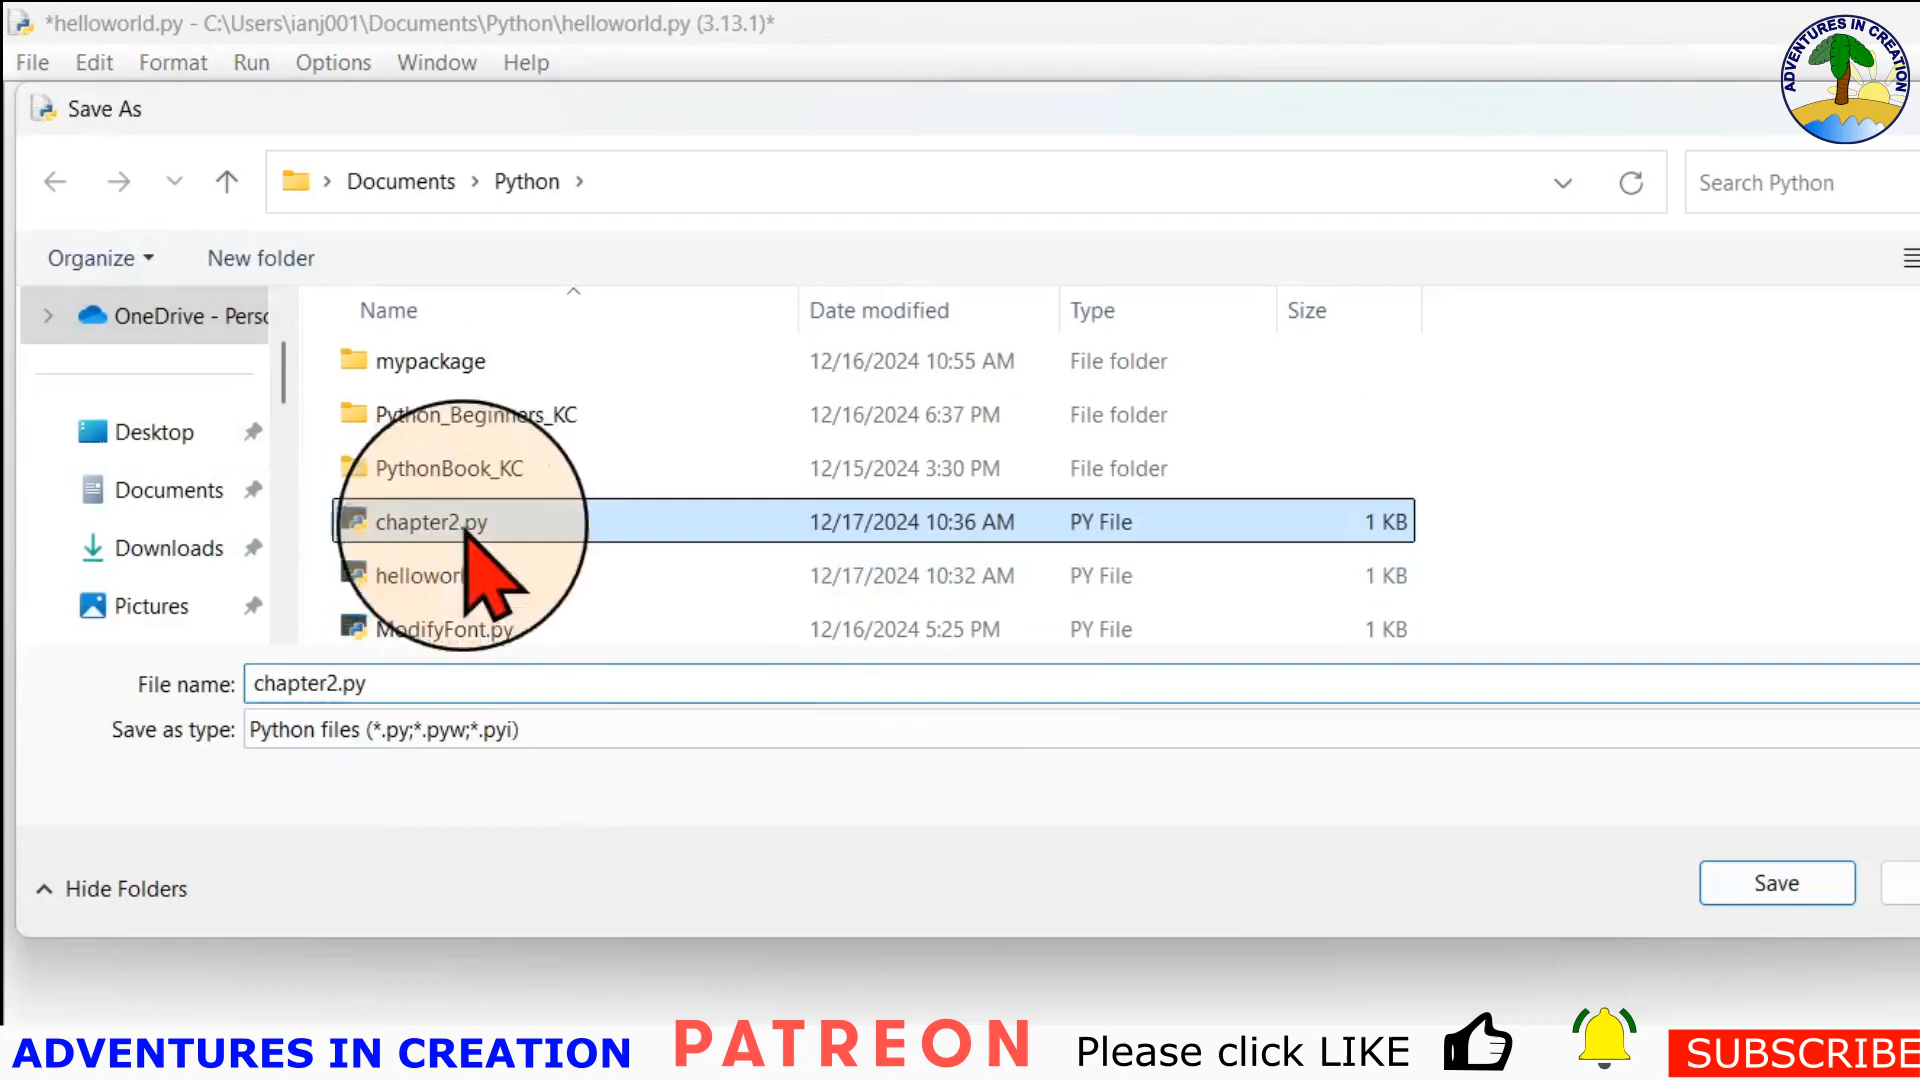 *helloworld.py - C:\Users\ianj001\Documents\Python\helloworld.py (3.13.1)*
File Edit Format Run Options Window Help
ADVENTURES IN CREATION
Save As
Documents > Python >
Search Python
Organize New folder
OneDrive - Perso
Name Date modified Type Size
mypackage 12/16/2024 10:55 AM File folder
Python_Beginners_KC 12/16/2024 6:37 PM File folder
Desktop
PythonBook_KC 12/15/2024 3:30 PM File folder
Documents
chapter2.py 12/17/2024 10:36 AM PY File 1 KB
Downloads
hellowor 12/17/2024 10:32 AM PY File 1 KB
Pictures
ModifyFont.py 12/16/2024 5:25 PM PY File 1 KB
File name: chapter2.py
Save as type: Python files (*.py;*.pyw;*.pyi)
Hide Folders
Save
ADVENTURES IN CREATION PATREON Please click LIKE SUBSCRIBE